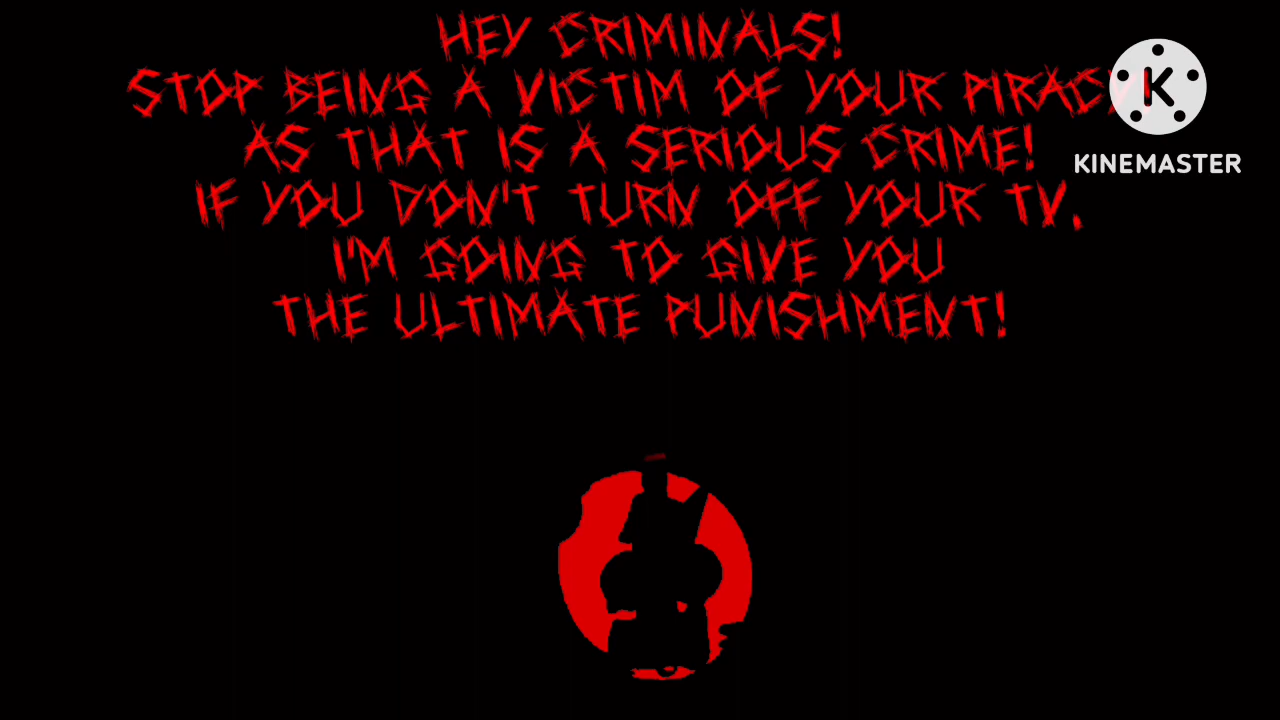 HEY CRIMINALS!
STOP BEING A VICTIM OF YOUR PIRACY
AS THAT IS A SERIOUS CRIME!
IF YOU DON'T TURN OFF YOUR TV,
I'M GOING TO GIVE YOU
THE ULTIMATE PUNISHMENT!
K
KINEMASTER